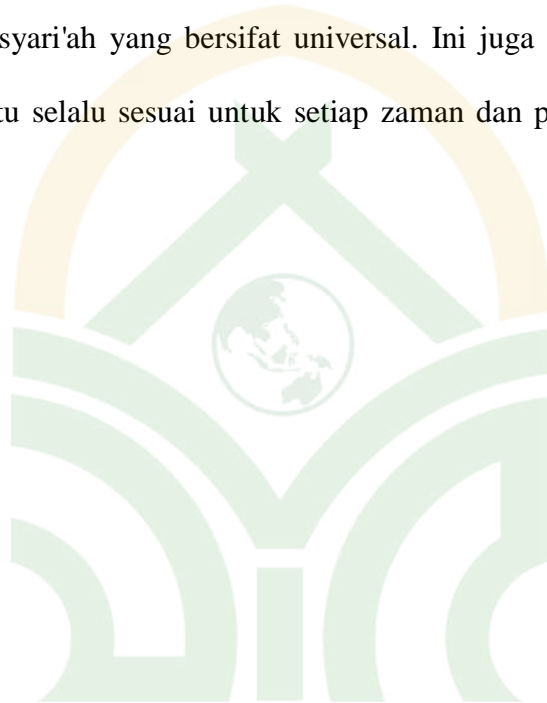 syari'ah yang bersifat universal. Ini juga
tu selalu sesuai untuk setiap zaman dan p